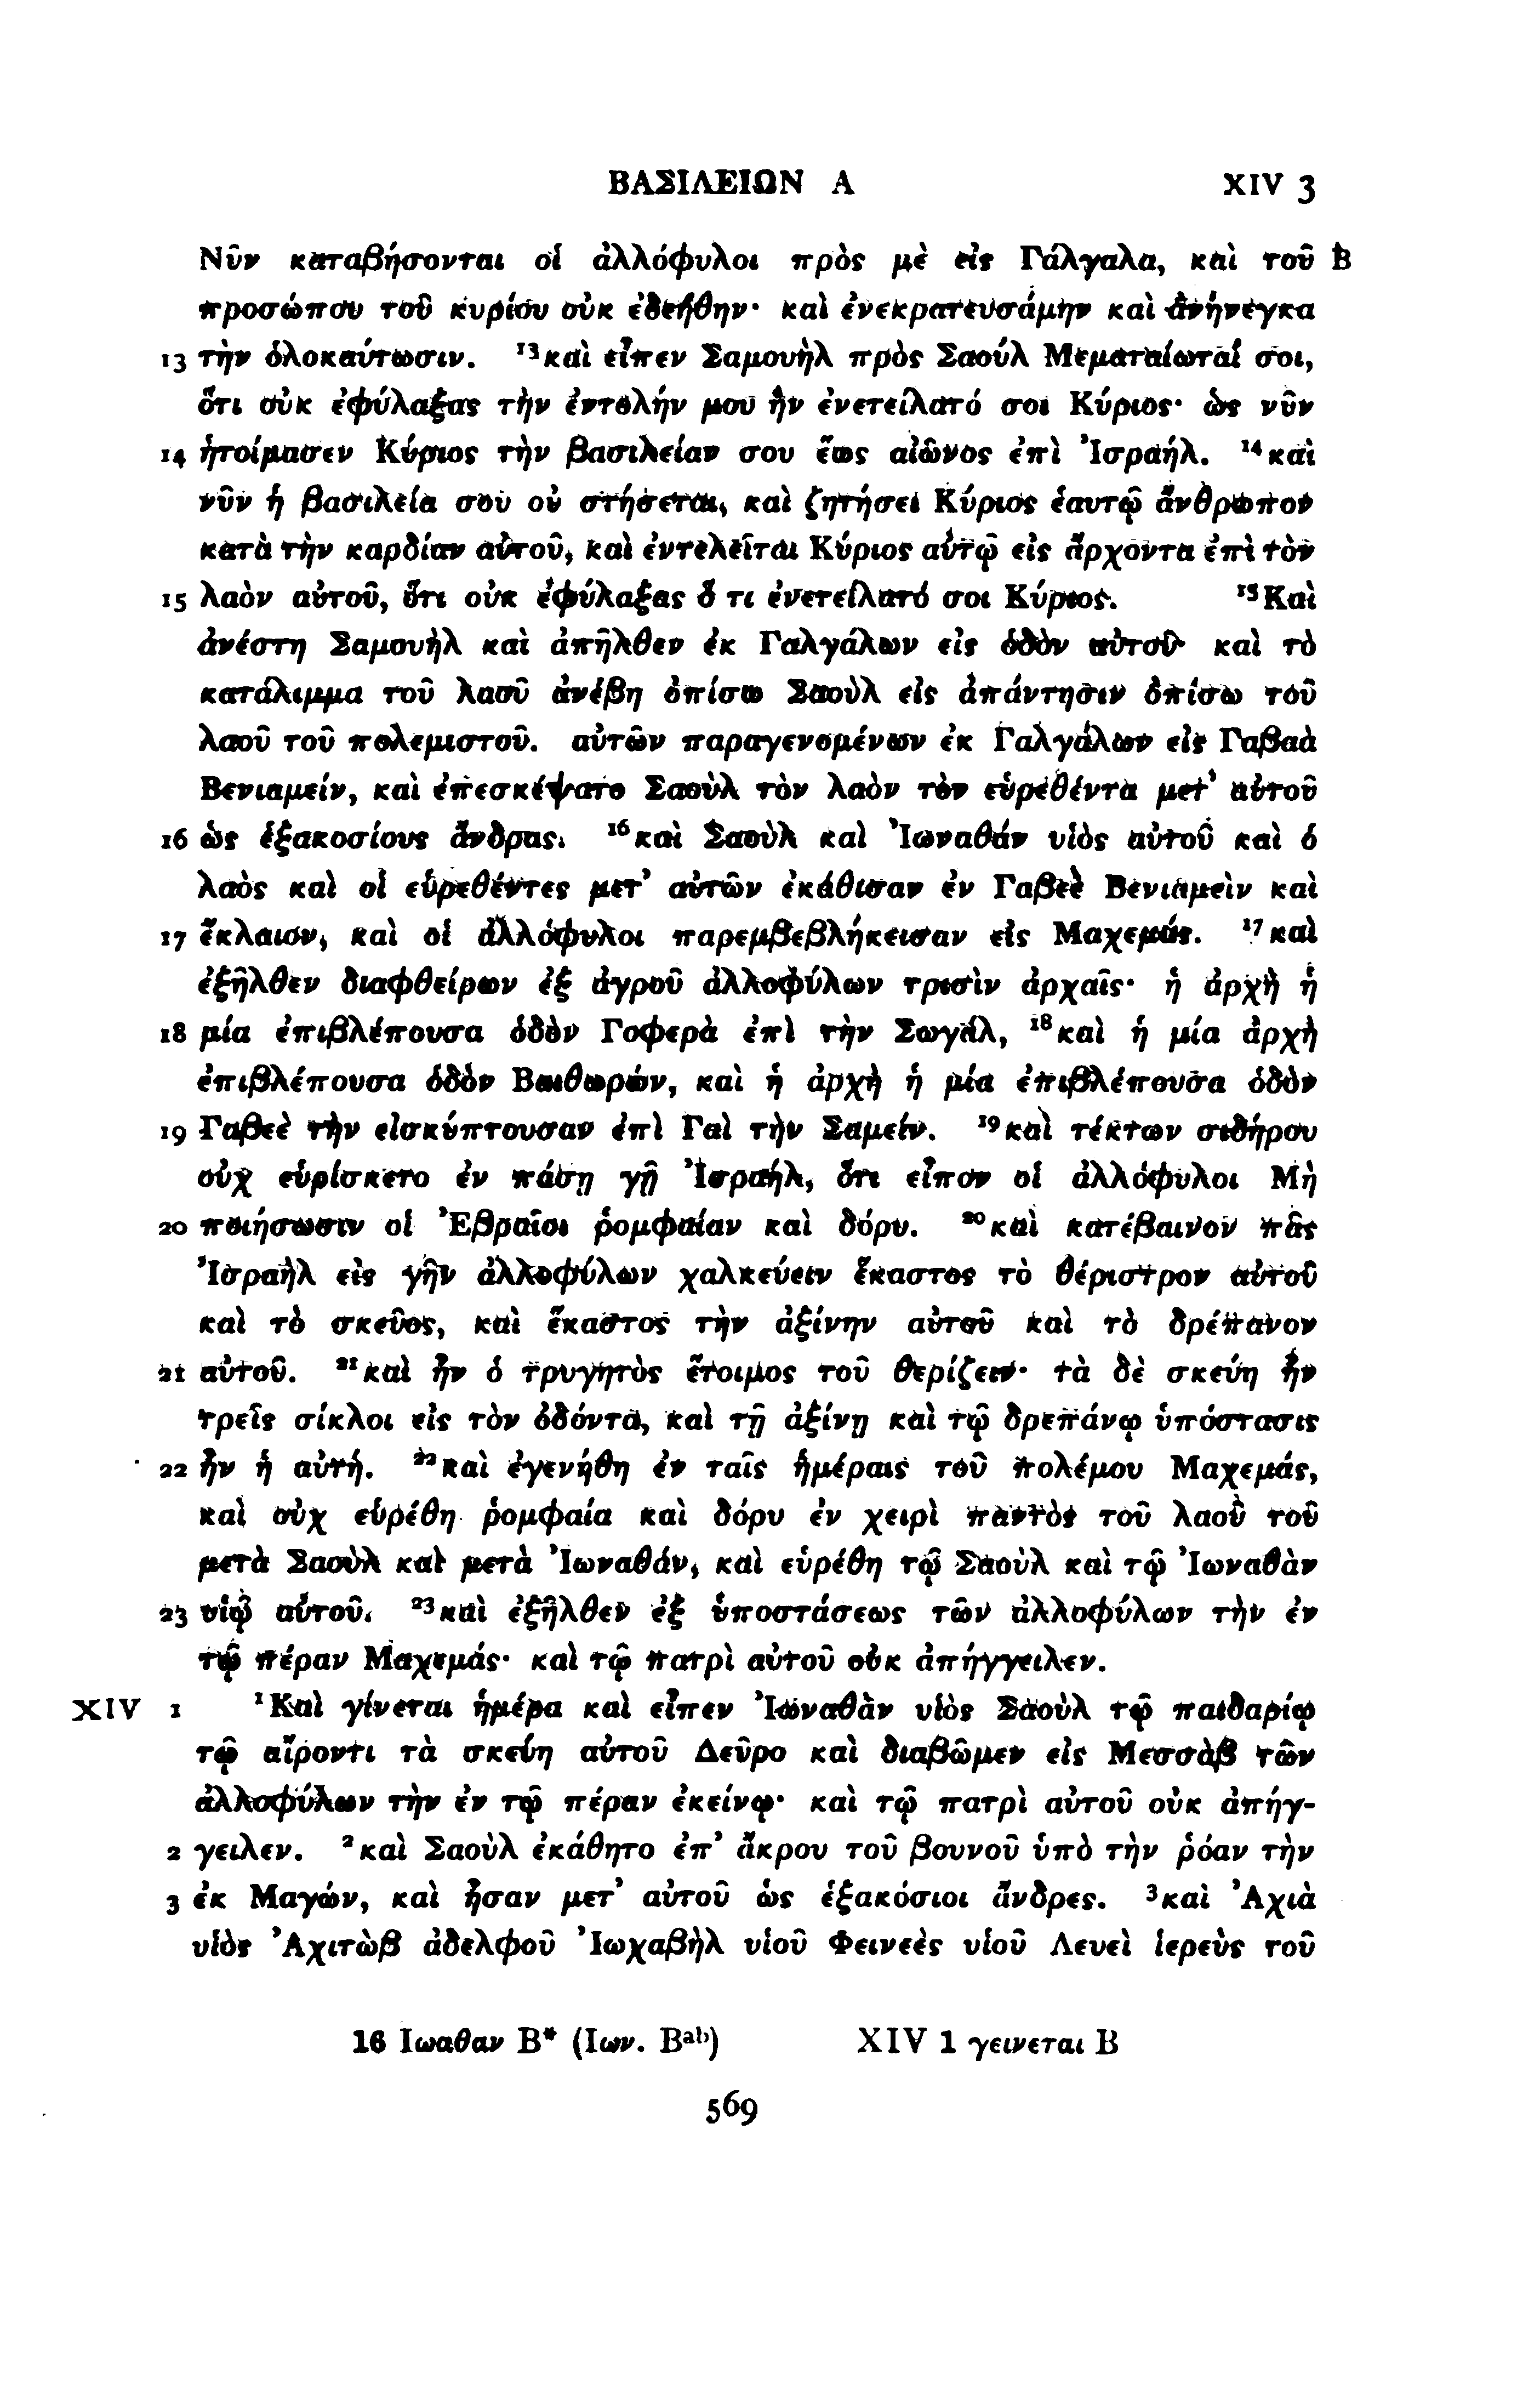 ΒΑΣΙΛΕΙΩΝ Α XIV 3
Νῦν καταβήσονται οἱ ἀλλόφυλοι πρὸς μὲ εἰς Γάλγαλα, καὶ τοῦ B
προσώπου τοῦ κυρίου οὐκ ἐδεήθην· καὶ ἐνεκρατευσάμην καὶ ἀνήνεγκα
13 τὴν ὁλοκαύτωσιν. ¹³καὶ εἶπεν Σαμουὴλ πρὸς Σαούλ Μεματαίωταί σοι,
ὅτι οὐκ ἐφύλαξας τὴν ἐντολήν μου ἣν ἐνετείλατό σοι Κύριος· ὡς νῦν
14 ἡτοίμασεν Κύριος τὴν βασιλείαν σου ἕως αἰῶνος ἐπὶ Ἰσραήλ. ¹⁴καὶ
νῦν ἡ βασιλεία σου οὐ στήσεται, καὶ ζητήσει Κύριος ἑαυτῷ ἄνθρωπον
κατὰ τὴν καρδίαν αὐτοῦ, καὶ ἐντελεῖται Κύριος αὐτῷ εἰς ἄρχοντα ἐπὶ τὸν
15 λαὸν αὐτοῦ, ὅτι οὐκ ἐφύλαξας ὅ τι ἐνετείλατό σοι Κύριος. ¹⁵Καὶ
ἀνέστη Σαμουὴλ καὶ ἀπῆλθεν ἐκ Γαλγάλων εἰς ὁδὸν αὐτοῦ· καὶ τὸ
κατάλιμμα τοῦ λαοῦ ἀνέβη ὀπίσω Σαοὺλ εἰς ἀπάντησιν ὀπίσω τοῦ
λαοῦ τοῦ πολεμιστοῦ. αὐτῶν παραγενομένων ἐκ Γαλγάλων εἰς Γαβαὰ
Βενιαμείν, καὶ ἐπεσκέψατο Σαοὺλ τὸν λαὸν τὸν εὑρεθέντα μετ’ αὐτοῦ
16 ὡς ἑξακοσίους ἄνδρας. ¹⁶καὶ Σαοὺλ καὶ Ἰωναθάν υἱὸς αὐτοῦ καὶ ὁ
λαὸς καὶ οἱ εὑρεθέντες μετ’ αὐτῶν ἐκάθισαν ἐν Γαβεὲ Βενιαμεὶν καὶ
17 ἔκλαιον, καὶ οἱ ἀλλόφυλοι παρεμβεβλήκεισαν εἰς Μαχεμάς. ¹⁷καὶ
ἐξῆλθεν διαφθείρων ἐξ ἀγροῦ ἀλλοφύλων τρισὶν ἀρχαῖς· ἡ ἀρχὴ ἡ
18 μία ἐπιβλέπουσα ὁδὸν Γοφερὰ ἐπὶ τὴν Σωγάλ, ¹⁸καὶ ἡ μία ἀρχὴ
ἐπιβλέπουσα ὁδὸν Βαιθωρών, καὶ ἡ ἀρχὴ ἡ μία ἐπιβλέπουσα ὁδὸν
19 Γαβεὲ τὴν εἰσκύπτουσαν ἐπὶ Γαὶ τὴν Σαμείν. ¹⁹καὶ τέκτων σιδήρου
οὐχ εὑρίσκετο ἐν πάσῃ γῇ Ἰσραήλ, ὅτι εἶπον οἱ ἀλλόφυλοι Μὴ
20 ποιήσωσιν οἱ Ἑβραῖοι ῥομφαίαν καὶ δόρυ. ²⁰καὶ κατέβαινον πᾶς
Ἰσραὴλ εἰς γῆν ἀλλοφύλων χαλκεύειν ἕκαστος τὸ θέριστρον αὐτοῦ
καὶ τὸ σκεῦος, καὶ ἕκαστος τὴν ἀξίνην αὐτοῦ καὶ τὸ δρέπανον
21 αὐτοῦ. ²¹καὶ ἦν ὁ τρυγητὸς ἕτοιμος τοῦ θερίζειν· τὰ δὲ σκεύη ἦν
τρεῖς σίκλοι εἰς τὸν ὀδόντα, καὶ τῇ ἀξίνῃ καὶ τῷ δρεπάνῳ ὑπόστασις
22 ἦν ἡ αὐτή. ²²καὶ ἐγενήθη ἐν ταῖς ἡμέραις τοῦ πολέμου Μαχεμάς,
καὶ οὐχ εὑρέθη ῥομφαία καὶ δόρυ ἐν χειρὶ παντὸς τοῦ λαοῦ τοῦ
μετὰ Σαοὺλ καὶ μετὰ Ἰωναθάν, καὶ εὑρέθη τῷ Σαοὺλ καὶ τῷ Ἰωναθὰν
23 υἱῷ αὐτοῦ. ²³καὶ ἐξῆλθεν ἐξ ὑποστάσεως τῶν ἀλλοφύλων τὴν ἐν
τῷ πέραν Μαχεμάς· καὶ τῷ πατρὶ αὐτοῦ οὐκ ἀπήγγειλεν.
XIV 1 ¹Καὶ γίνεται ἡμέρα καὶ εἶπεν Ἰωναθὰν υἱὸς Σαοὺλ τῷ παιδαρίῳ
τῷ αἴροντι τὰ σκεύη αὐτοῦ Δεῦρο καὶ διαβῶμεν εἰς Μεσσὰβ τῶν
ἀλλοφύλων τὴν ἐν τῷ πέραν ἐκείνῳ· καὶ τῷ πατρὶ αὐτοῦ οὐκ ἀπήγ-
2 γειλεν. ²καὶ Σαοὺλ ἐκάθητο ἐπ’ ἄκρου τοῦ βουνοῦ ὑπὸ τὴν ῥόαν τὴν
3 ἐκ Μαγών, καὶ ἦσαν μετ’ αὐτοῦ ὡς ἑξακόσιοι ἄνδρες. ³καὶ Ἀχιὰ
υἱὸς Ἀχιτὼβ ἀδελφοῦ Ἰωχαβὴλ υἱοῦ Φεινεὲς υἱοῦ Λευεὶ ἱερεὺς τοῦ
16 Ιωαθαν B* (Ιων. Bᵃᵇ) XIV 1 γεινεται B
569